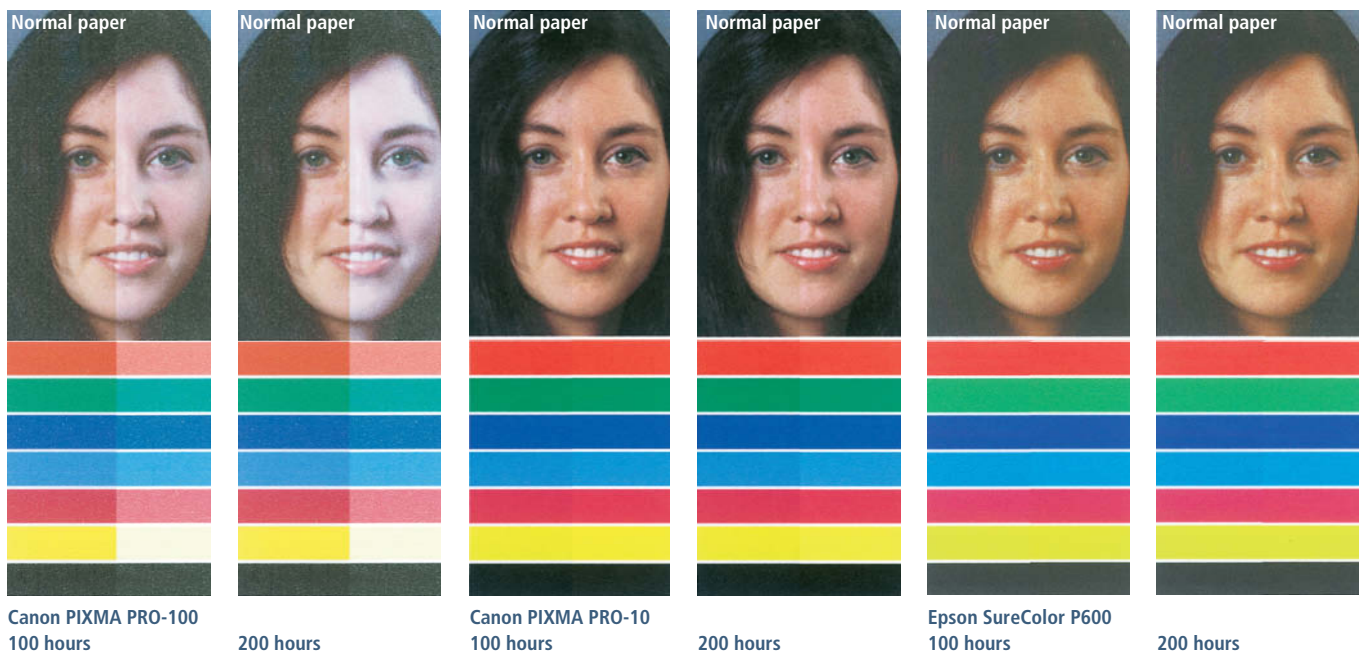 Normal paper
Normal paper
Normal paper
Normal paper
Normal paper
Normal paper
Canon PIXMA PRO-100
100 hours
200 hours
Canon PIXMA PRO-10
100 hours
200 hours
Epson SureColor P600
100 hours
200 hours